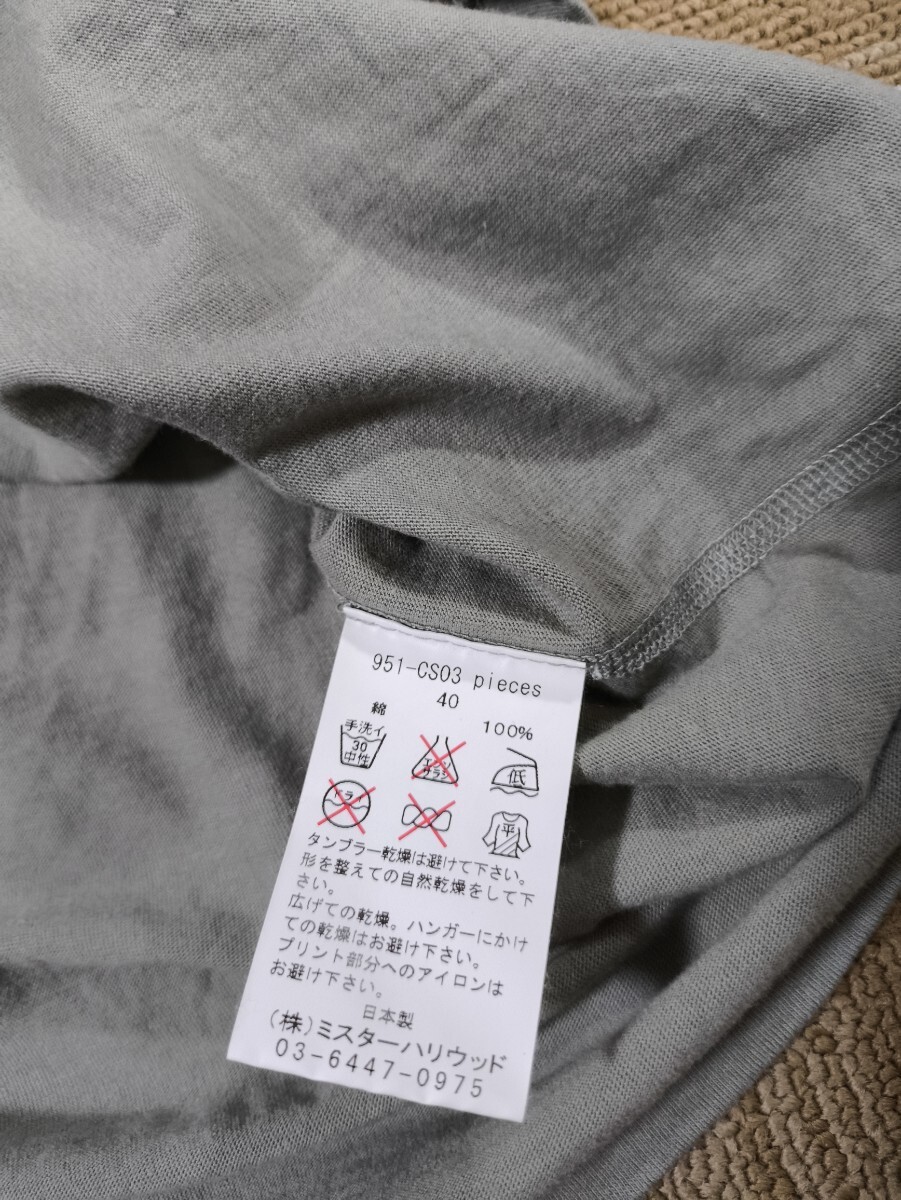 951-CS03 pieces
40
綿 100%
手洗イ
30
中性
エンソ
サラシ
低
ドライ
平
タンブラー乾燥は避けて下さい。
形を整えての自然乾燥をして下
さい。
広げての乾燥。ハンガーにかけ
ての乾燥はお避け下さい。
プリント部分へのアイロンは
お避け下さい。
日本製
(株)ミスターハリウッド
03-6447-0975